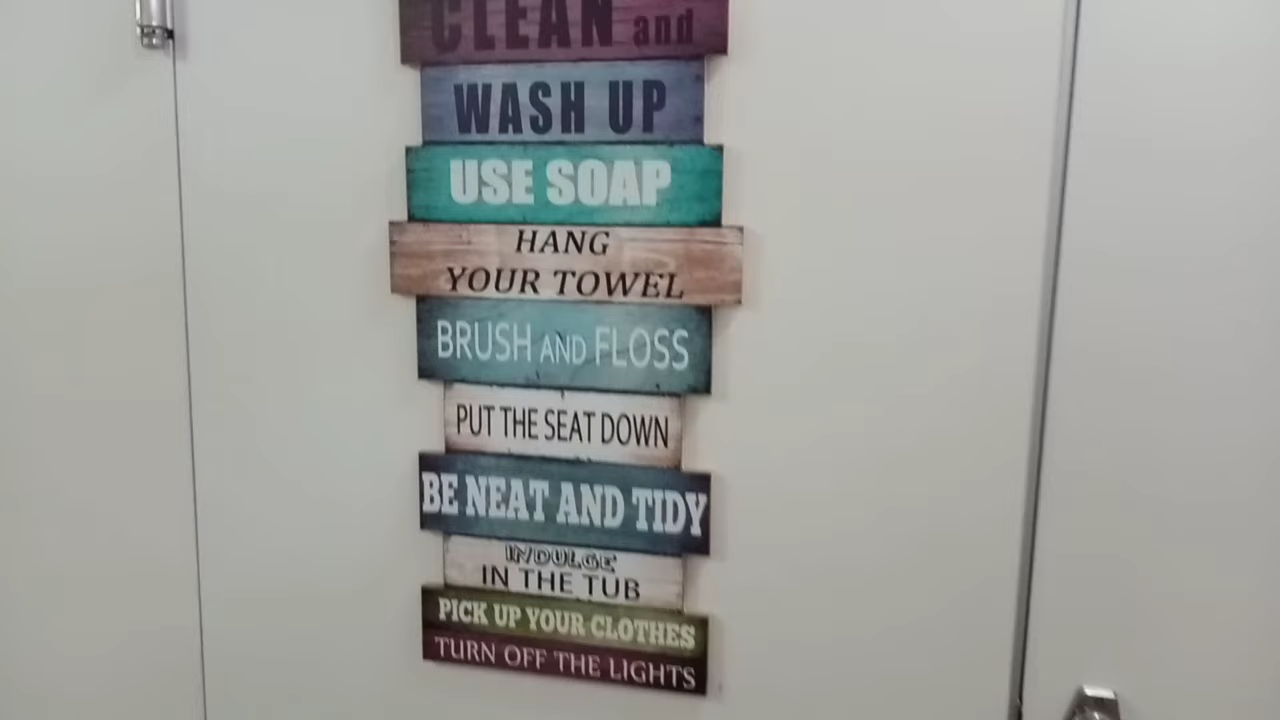 CLEAN and
WASH UP
USE SOAP
HANG
YOUR TOWEL
BRUSH AND FLOSS
PUT THE SEAT DOWN
BE NEAT AND TIDY
INDULGE
IN THE TUB
PICK UP YOUR CLOTHES
TURN OFF THE LIGHTS